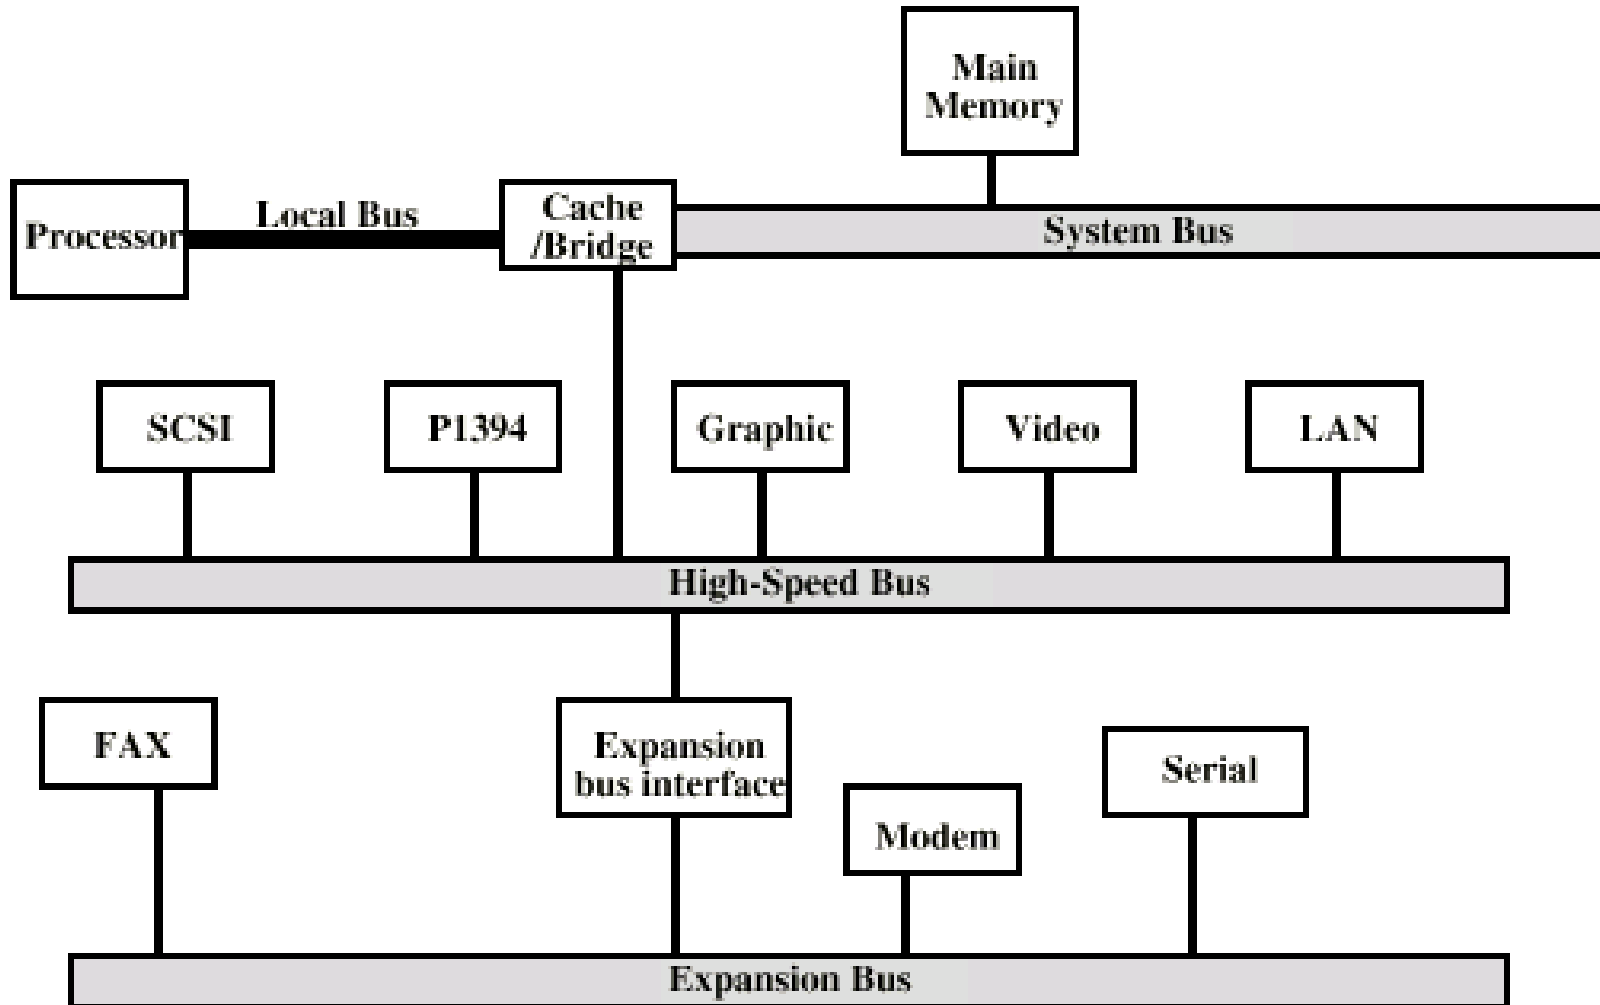 Main
Memory
Processor
Local Bus
Cache
/Bridge
System Bus
SCSI
P1394
Graphic
Video
LAN
High-Speed Bus
FAX
Expansion
bus interface
Modem
Serial
Expansion Bus